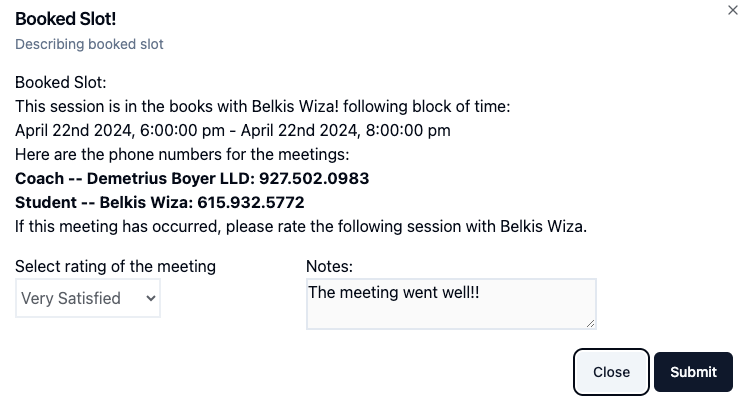 Booked Slot!
Describing booked slot
Booked Slot:
This session is in the books with Belkis Wiza! following block of time:
April 22nd 2024, 6:00:00 pm - April 22nd 2024, 8:00:00 pm
Here are the phone numbers for the meetings:
Coach -- Demetrius Boyer LLD: 927.502.0983
Student -- Belkis Wiza: 615.932.5772
If this meeting has occurred, please rate the following session with Belkis Wiza.
Select rating of the meeting
Very Satisfied
Notes:
The meeting went well!!
Close
Submit